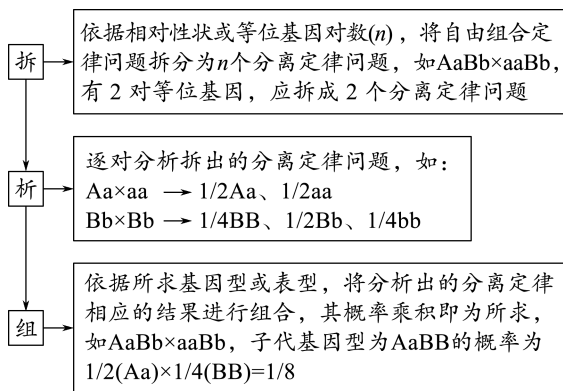 拆
依据相对性状或等位基因对数(n)，将自由组合定
律问题拆分为n个分离定律问题，如AaBb×aaBb，
有 2 对等位基因，应拆成 2 个分离定律问题
析
逐对分析拆出的分离定律问题，如：
Aa×aa → 1/2Aa、1/2aa
Bb×Bb → 1/4BB、1/2Bb、1/4bb
组
依据所求基因型或表型，将分析出的分离定律
相应的结果进行组合，其概率乘积即为所求，
如AaBb×aaBb，子代基因型为AaBB的概率为
1/2(Aa)×1/4(BB)=1/8